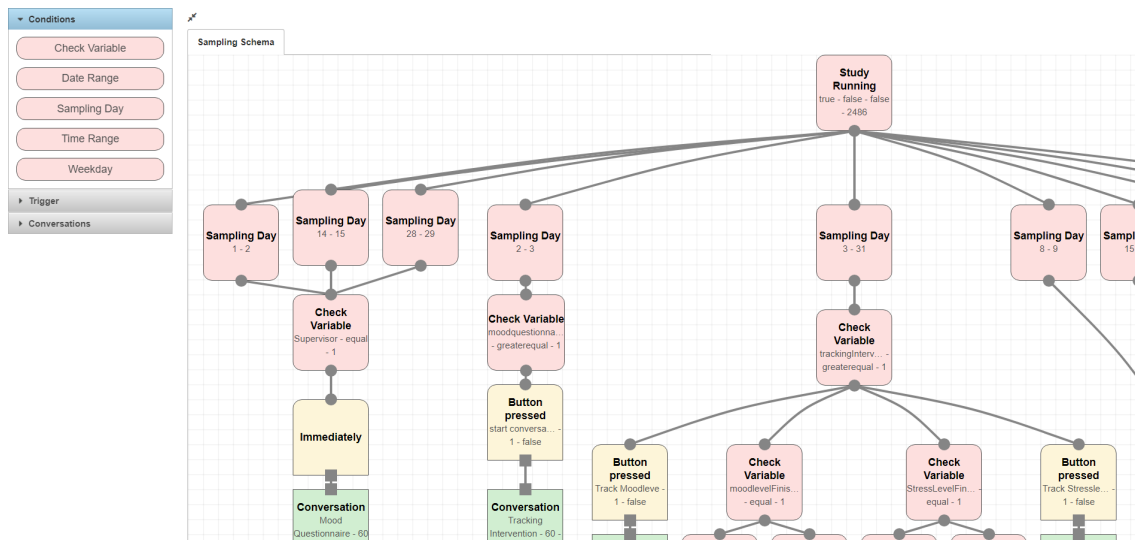 Conditions
Check Variable
Date Range
Sampling Day
Time Range
Weekday
Trigger
Conversations
Sampling Schema
Study
Running
true - false - false
- 2486
Sampling Day
1 - 2
Sampling Day
14 - 15
Sampling Day
28 - 29
Sampling Day
2 - 3
Sampling Day
3 - 31
Sampling Day
8 - 9
Sampl
15
Check
Variable
Supervisor - equal
- 1
Check Variable
moodquestionna...
- greaterequal - 1
Check
Variable
trackingInterv... -
greaterequal - 1
Immediately
Button
pressed
start conversa... -
1 - false
Button
pressed
Track Moodleve -
1 - false
Check
Variable
moodlevelFinis...
- equal - 1
Check
Variable
StressLevelFin... -
equal - 1
Button
pressed
Track Stressle... -
1 - false
Conversation
Mood
Questionnaire - 60
Conversation
Tracking
Intervention - 60 -